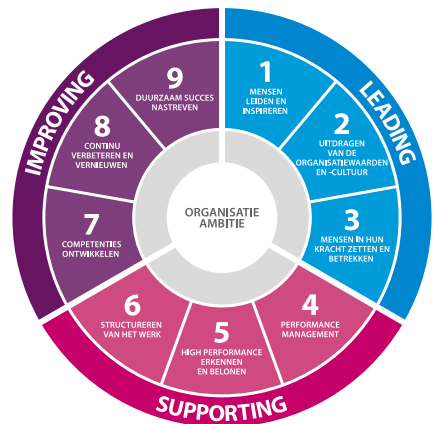 LEADING
1
MENSEN
LEIDEN EN
INSPIREREN
2
UITDRAGEN
VAN DE
ORGANISATIEWAARDEN
EN -CULTUUR
3
MENSEN IN HUN
KRACHT ZETTEN EN
BETREKKEN
SUPPORTING
4
PERFORMANCE
MANAGEMENT
5
HIGH PERFORMANCE
ERKENNEN
EN BELONEN
6
STRUCTUREREN
VAN HET WERK
IMPROVING
7
COMPETENTIES
ONTWIKKELEN
8
CONTINU
VERBETEREN EN
VERNIEUWEN
9
DUURZAAM SUCCES
NASTREVEN
ORGANISATIE
AMBITIE